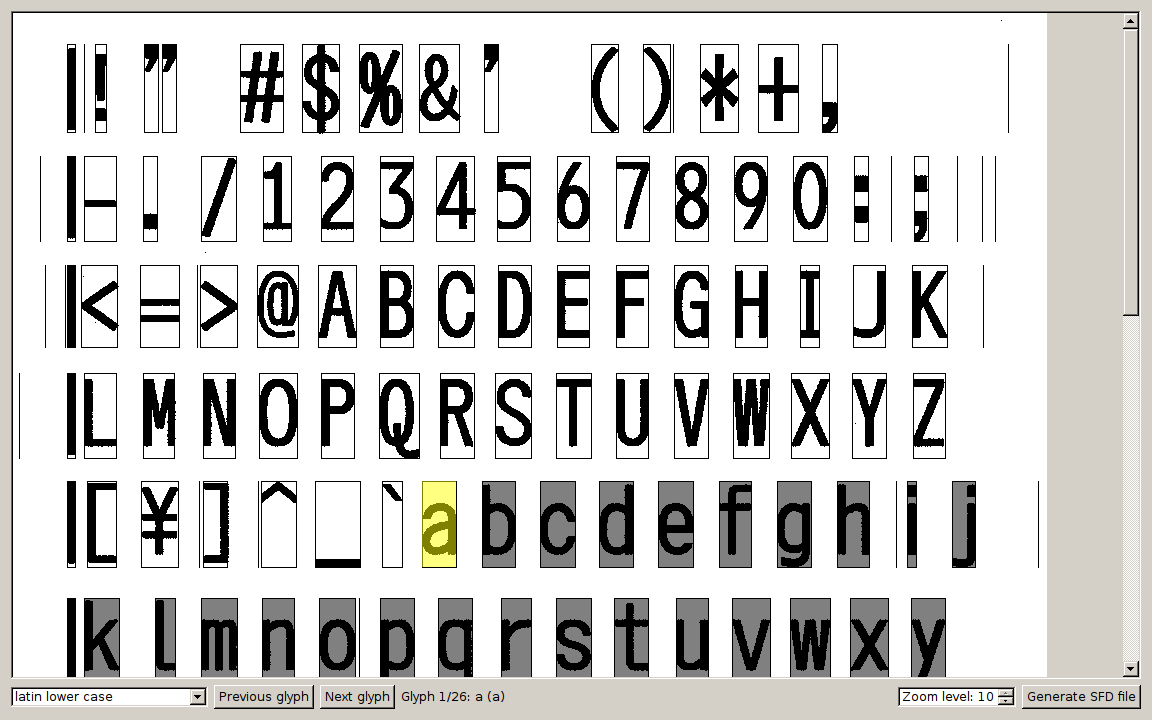 ! " # $ % & ' ( ) * + ,
- . / 1 2 3 4 5 6 7 8 9 0 : ;
< = > @ A B C D E F G H I J K
L M N O P Q R S T U V W X Y Z
[ ¥ ] ^ _ ` a b c d e f g h i j
k l m n o p q r s t u v w x y
latin lower case Previous glyph Next glyph Glyph 1/26: a (a) Zoom level: 10 Generate SFD file